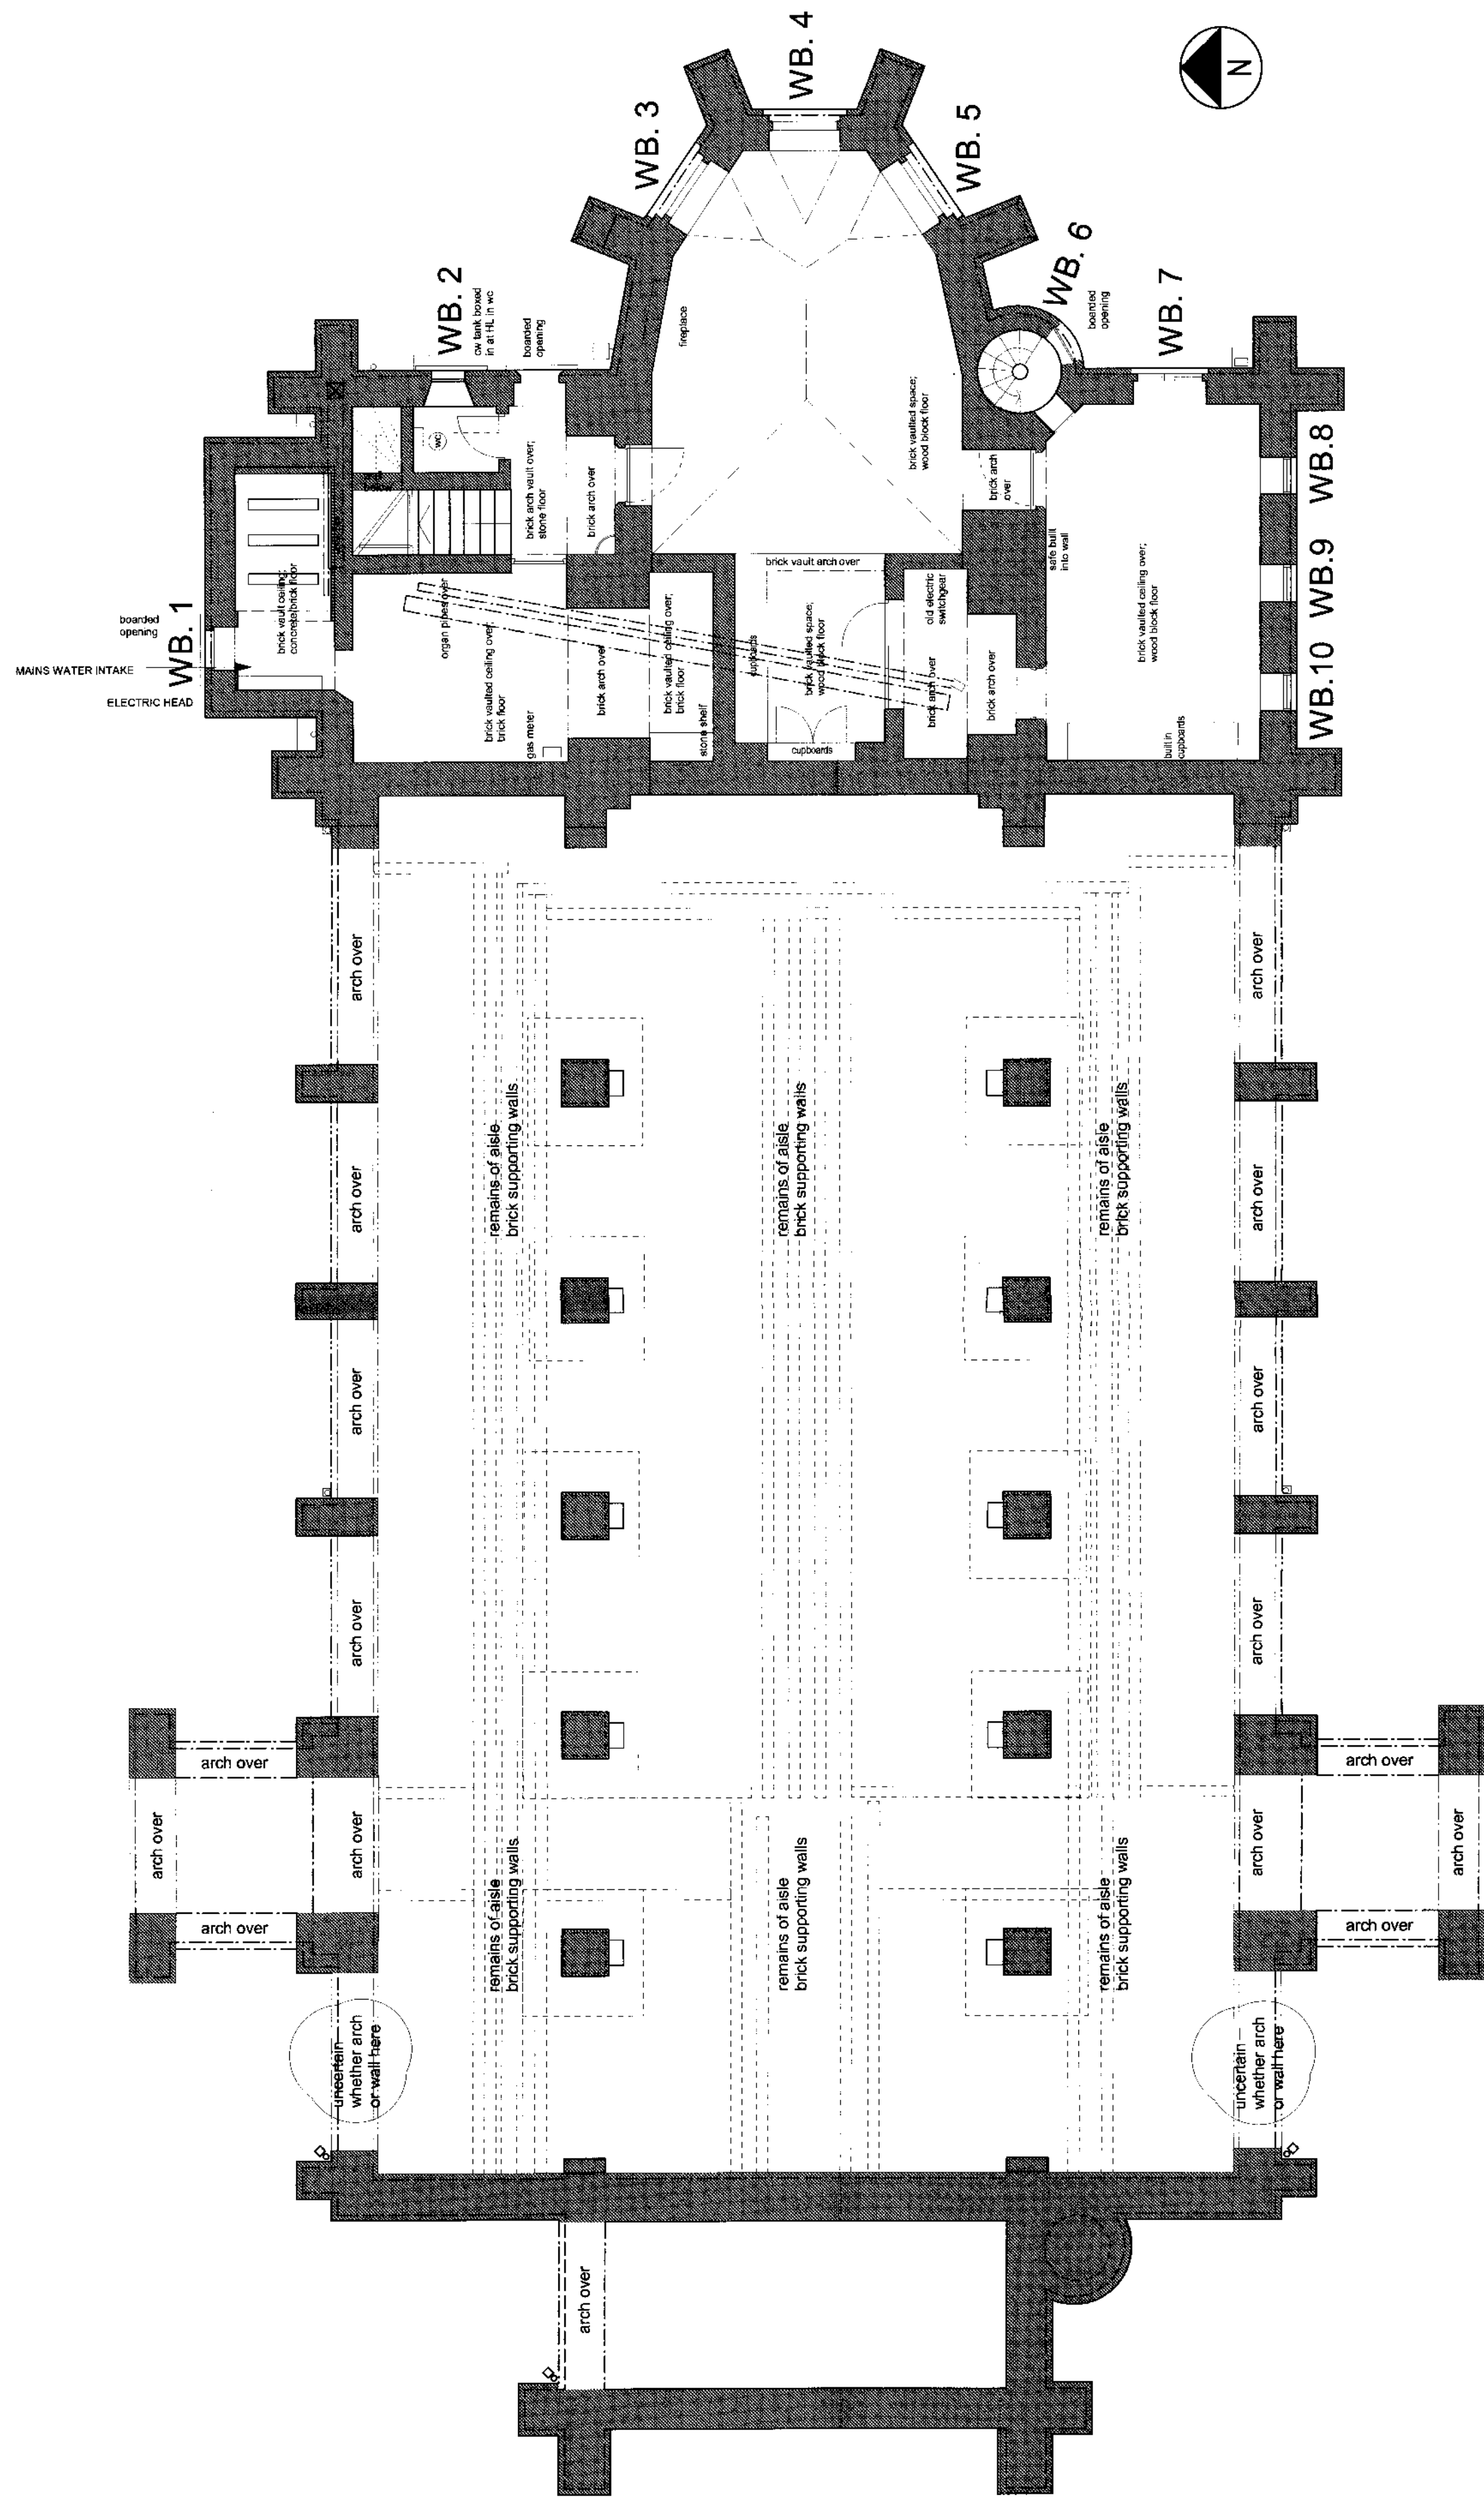 WB. 4
WB. 3
WB. 5
N
WB. 2
cw tank boxed
in at HL in wc
boarded
opening
WB. 6
boarded
opening
WB. 7
fireplace
wc
below
brick arch vault over;
stone floor
brick arch over
brick vaulted space;
wood block floor
brick arch
over
WB.8
WB.9
WB.10
boarded
opening
WB. 1
MAINS WATER INTAKE
ELECTRIC HEAD
brick vault ceiling;
concrete/brick floor
organ pipes over
brick vaulted ceiling over;
brick floor
gas meter
brick arch over
brick vaulted ceiling over;
brick floor
stone shelf
brick vault arch over
cupboards
brick vaulted space;
wood block floor
cupboards
old electric
switchgear
brick arch over
brick arch over
safe built
into wall
brick vaulted ceiling over;
wood block floor
built in
cupboards
arch over
arch over
remains of aisle
brick supporting walls
remains of aisle
brick supporting walls
remains of aisle
brick supporting walls
arch over
arch over
arch over
arch over
arch over
arch over
arch over
arch over
arch over
arch over
arch over
arch over
arch over
arch over
remains of aisle
brick supporting walls
remains of aisle
brick supporting walls
remains of aisle
brick supporting walls
uncertain
whether arch
or wall here
uncertain
whether arch
or wall here
arch over